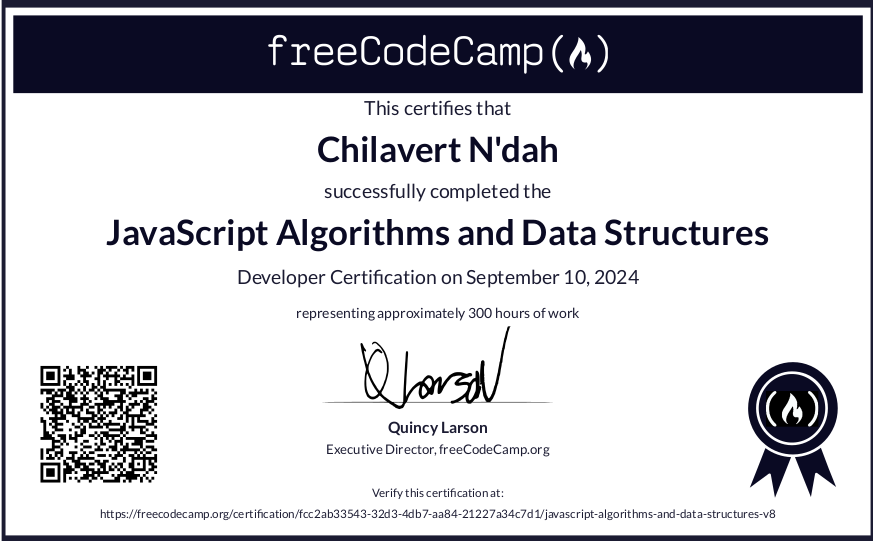 freeCodeCamp(🔥)
This certifies that
Chilavert N'dah
successfully completed the
JavaScript Algorithms and Data Structures
Developer Certification on September 10, 2024
representing approximately 300 hours of work
Q Larson
Quincy Larson
Executive Director, freeCodeCamp.org
Verify this certification at:
https://freecodecamp.org/certification/fcc2ab33543-32d3-4db7-aa84-21227a34c7d1/javascript-algorithms-and-data-structures-v8